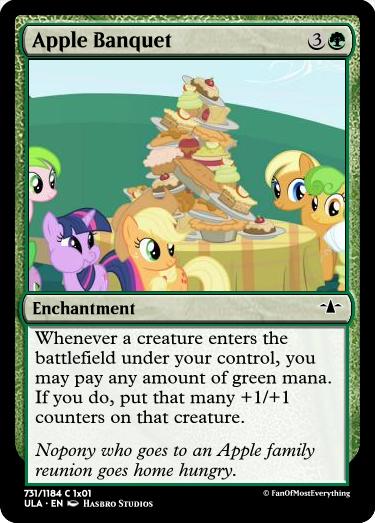 Apple Banquet 3
Enchantment
Whenever a creature enters the
battlefield under your control, you
may pay any amount of green mana.
If you do, put that many +1/+1
counters on that creature.
Nopony who goes to an Apple family
reunion goes home hungry.
731/1184 C 1x01
ULA • EN Hasbro Studios © FanOfMostEverything